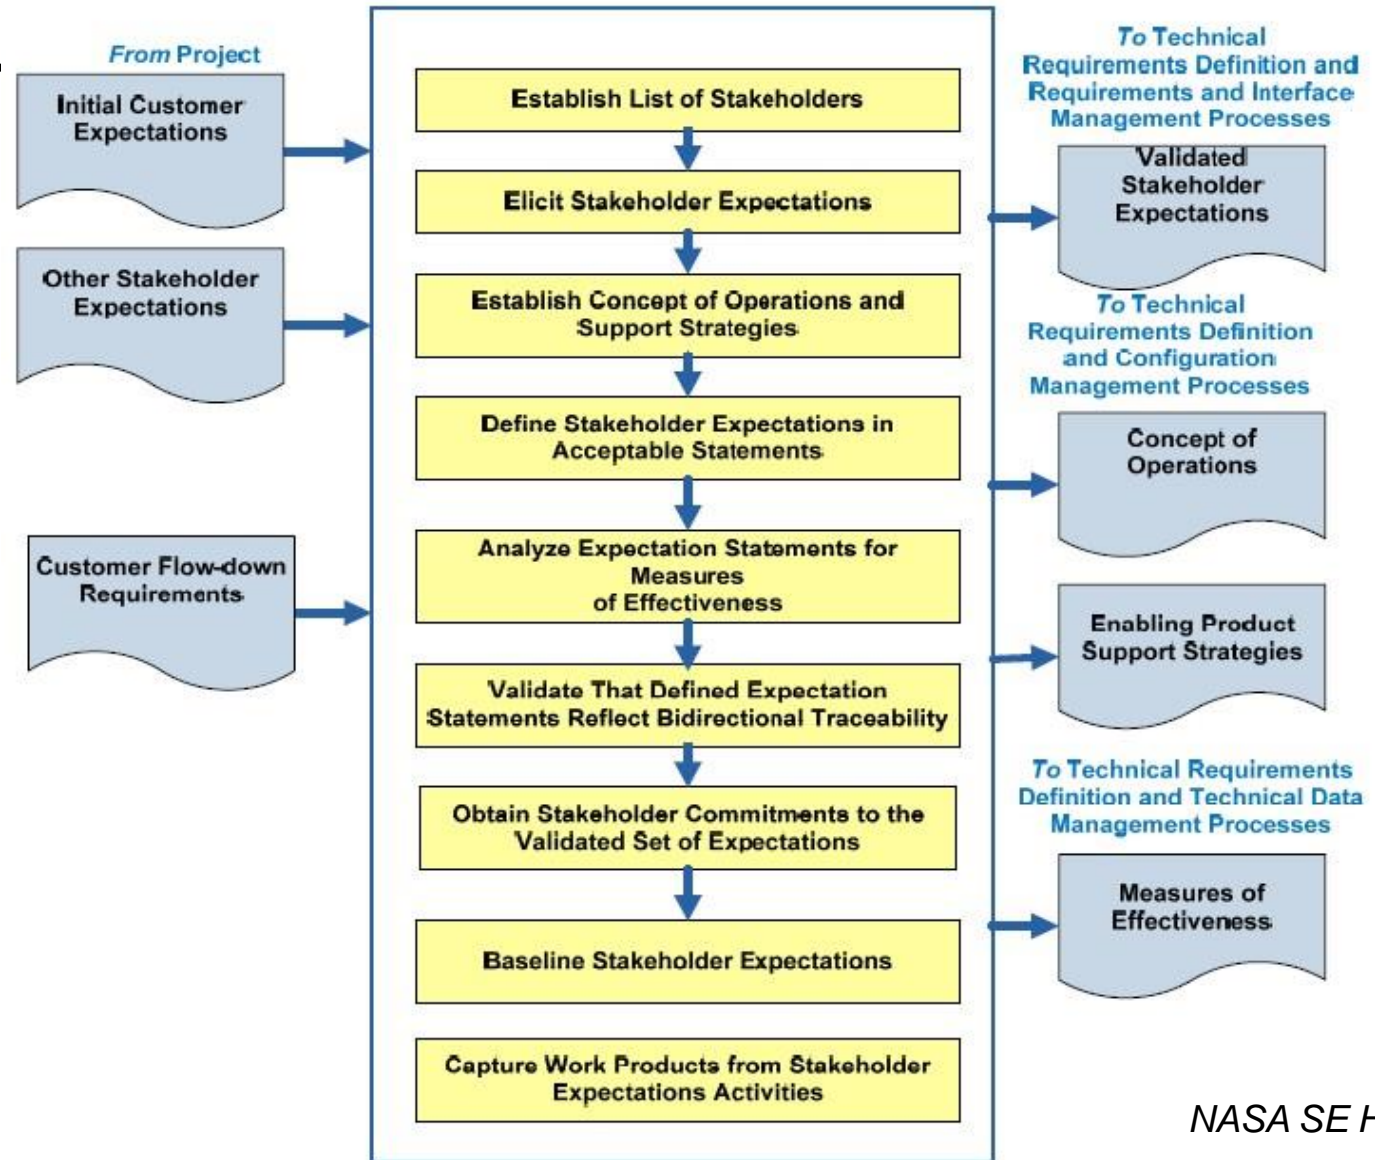 From Project
Initial Customer
Expectations
Other Stakeholder
Expectations
Customer Flow-down
Requirements
Establish List of Stakeholders
Elicit Stakeholder Expectations
Establish Concept of Operations and
Support Strategies
Define Stakeholder Expectations in
Acceptable Statements
Analyze Expectation Statements for
Measures
of Effectiveness
Validate That Defined Expectation
Statements Reflect Bidirectional Traceability
Obtain Stakeholder Commitments to the
Validated Set of Expectations
Baseline Stakeholder Expectations
Capture Work Products from Stakeholder
Expectations Activities
To Technical
Requirements Definition and
Requirements and Interface
Management Processes
Validated
Stakeholder
Expectations
To Technical
Requirements Definition
and Configuration
Management Processes
Concept of
Operations
Enabling Product
Support Strategies
To Technical Requirements
Definition and Technical Data
Management Processes
Measures of
Effectiveness
NASA SE H